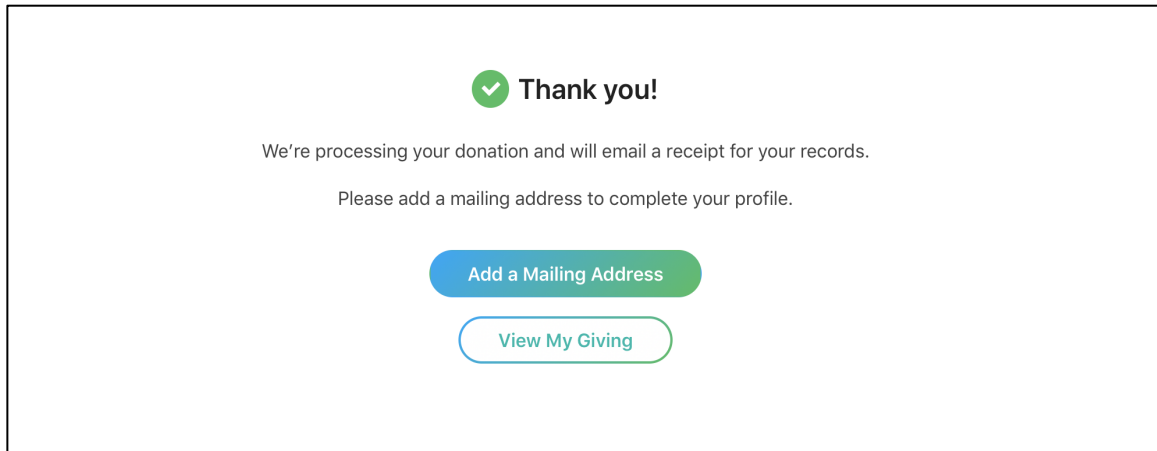 Thank you!
We’re processing your donation and will email a receipt for your records.
Please add a mailing address to complete your profile.
Add a Mailing Address
View My Giving